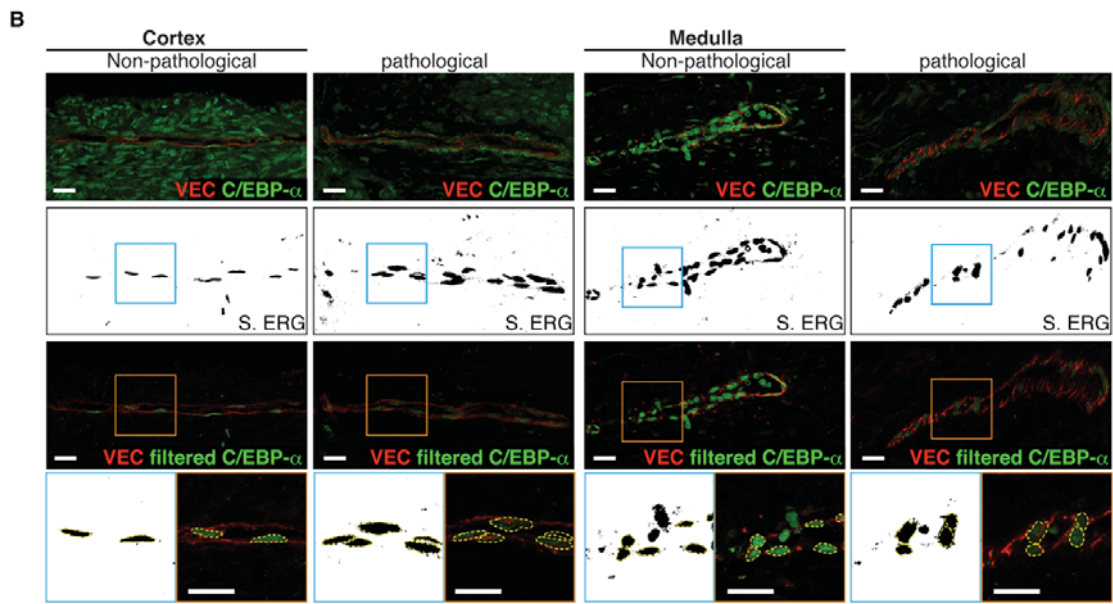 B
Cortex
Medulla
Non-pathological
pathological
Non-pathological
pathological
VEC C/EBP-α
VEC C/EBP-α
VEC C/EBP-α
VEC C/EBP-α
S. ERG
S. ERG
S. ERG
S. ERG
VEC filtered C/EBP-α
VEC filtered C/EBP-α
VEC filtered C/EBP-α
VEC filtered C/EBP-α